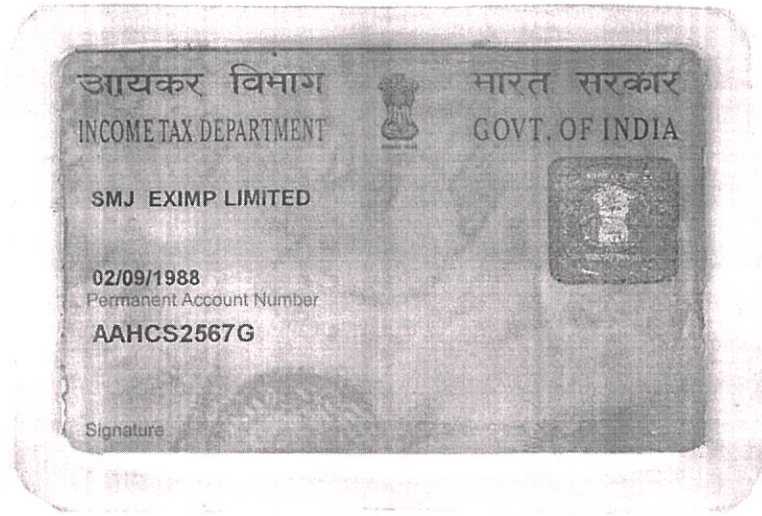 आयकर विभाग
INCOME TAX DEPARTMENT
भारत सरकार
GOVT. OF INDIA
SMJ EXIMP LIMITED
02/09/1988
Permanent Account Number
AAHCS2567G
Signature